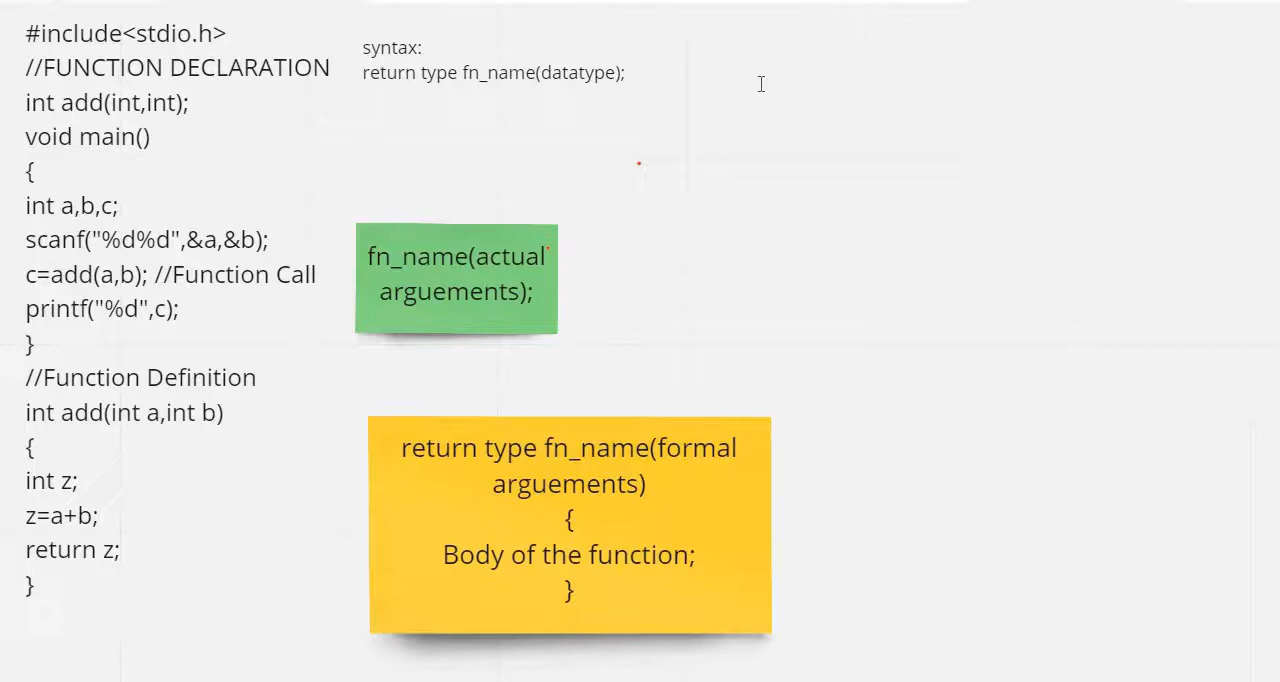 #include<stdio.h>
//FUNCTION DECLARATION
int add(int,int);
void main()
{
int a,b,c;
scanf("%d%d",&a,&b);
c=add(a,b); //Function Call
printf("%d",c);
}
//Function Definition
int add(int a,int b)
{
int z;
z=a+b;
return z;
}
syntax:
return type fn_name(datatype);
fn_name(actual
arguements);
return type fn_name(formal
arguements)
{
Body of the function;
}